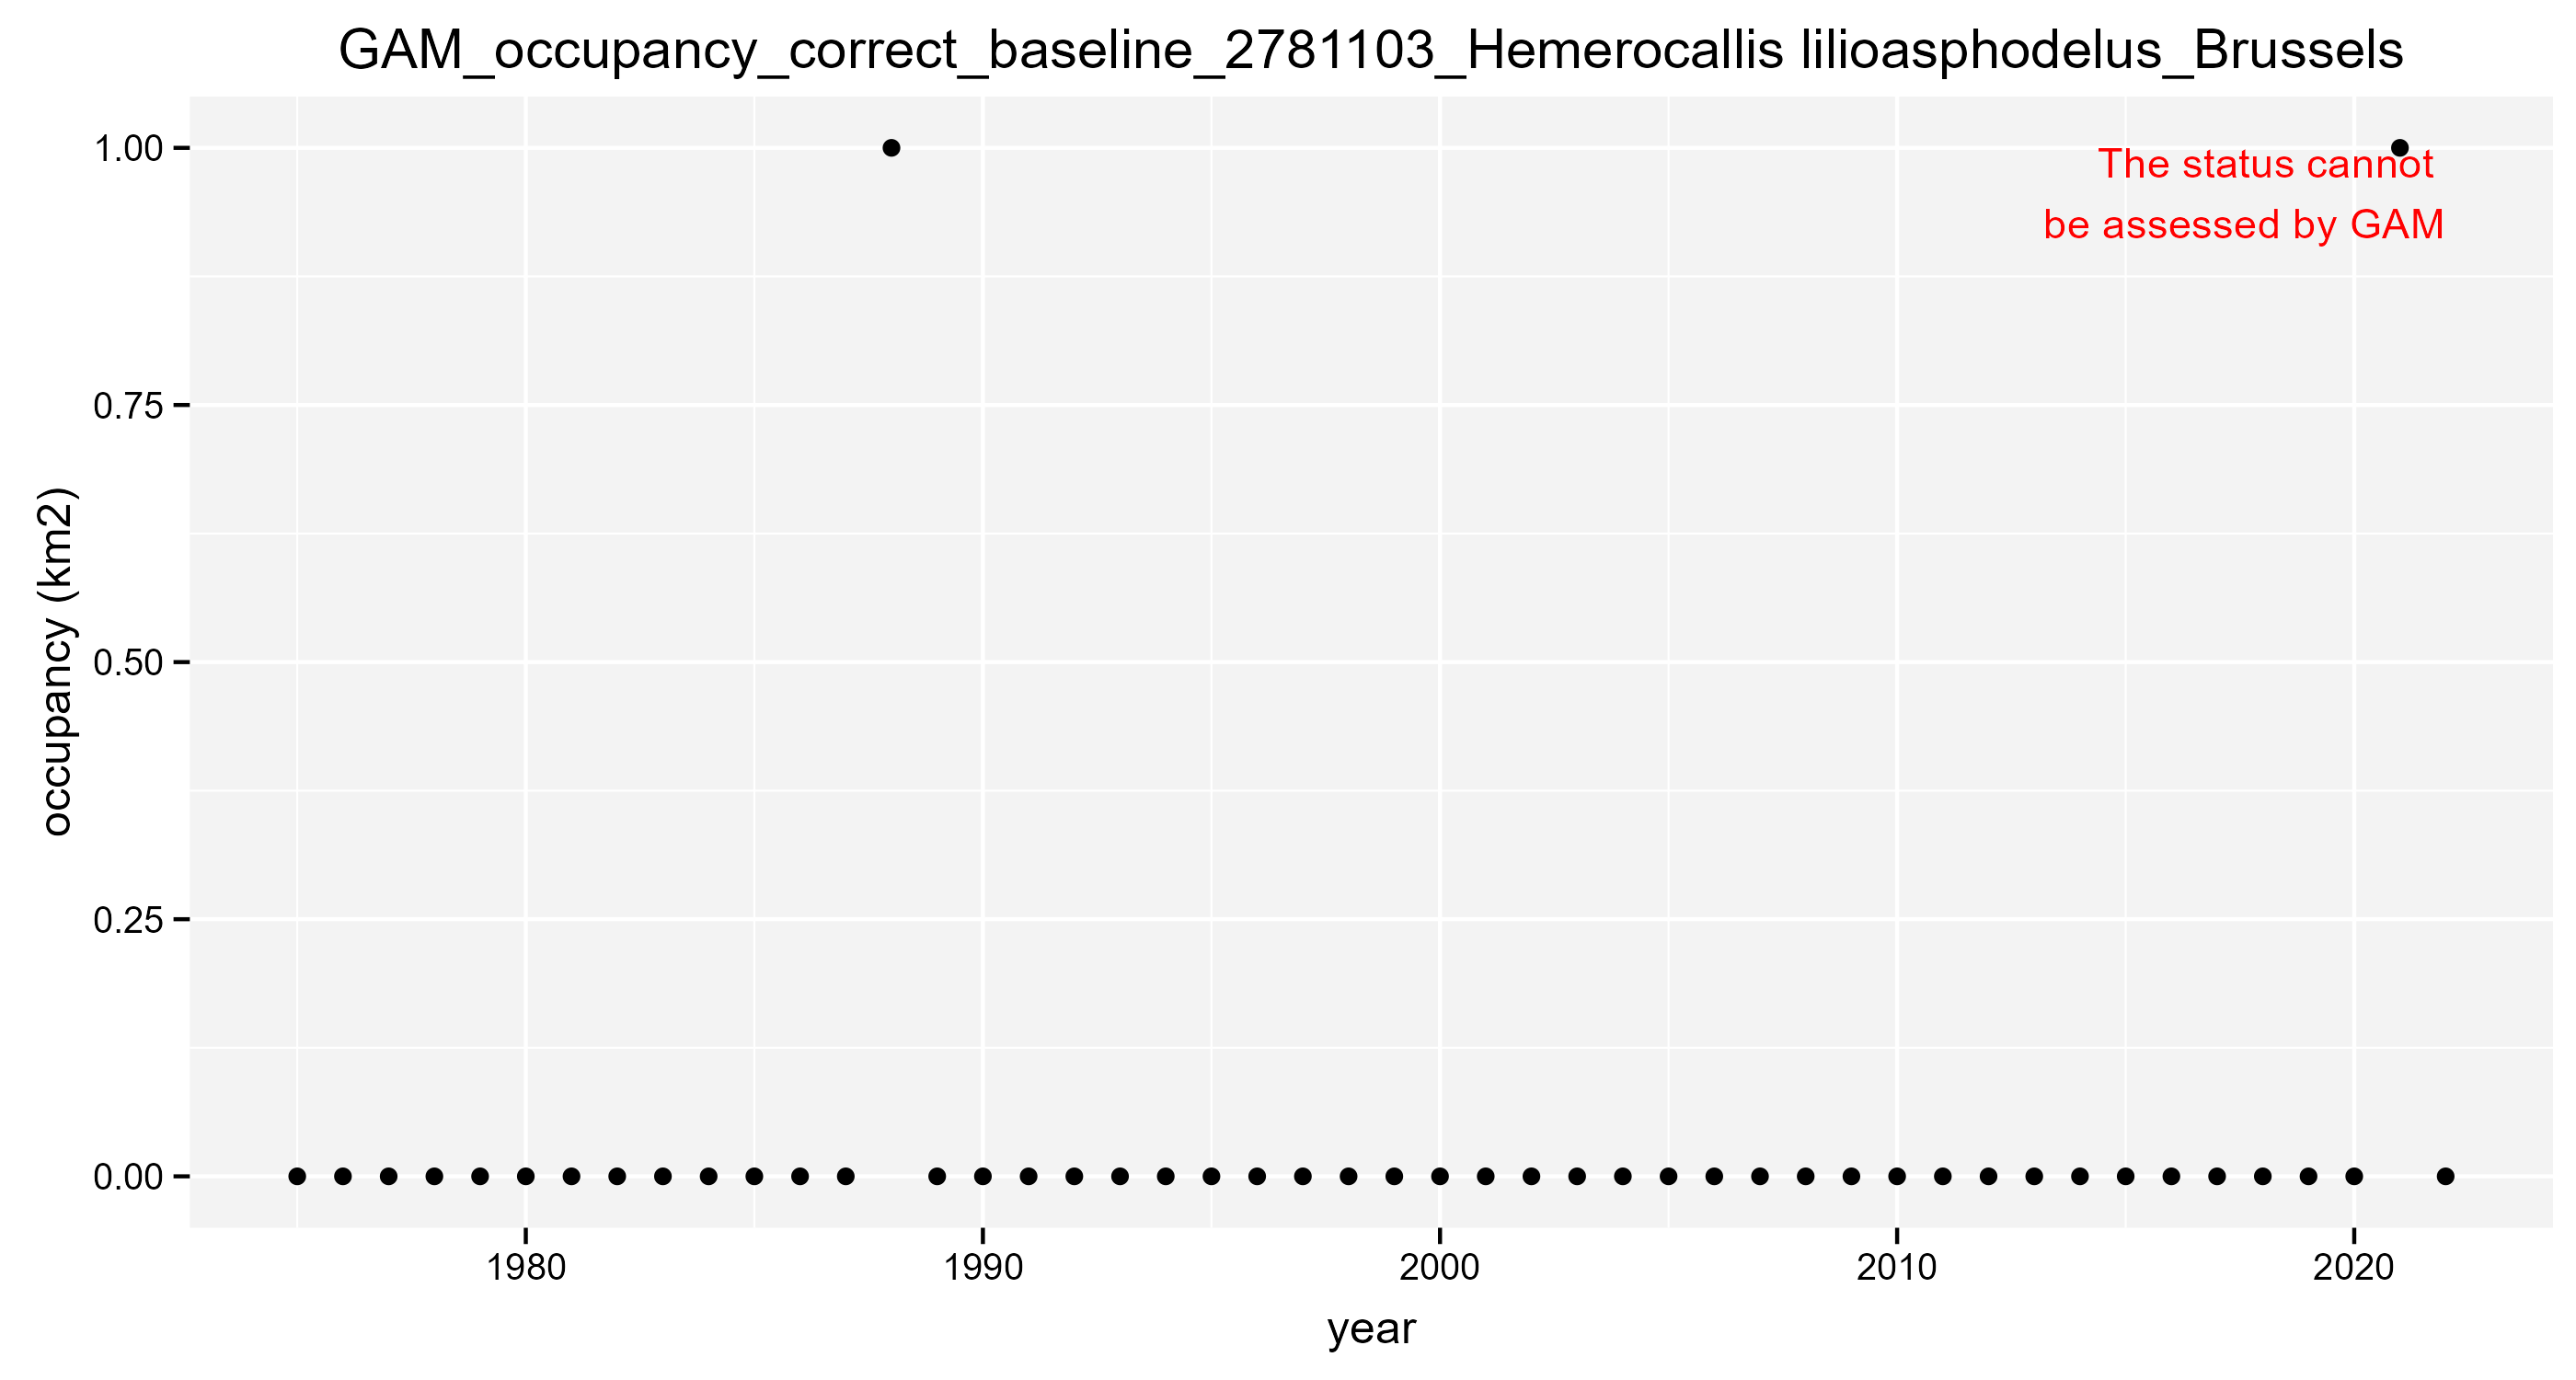 GAM_occupancy_correct_baseline_2781103_Hemerocallis lilioasphodelus_Brussels
1.00
The status cannot
be assessed by GAM
0.75
0.50
0.25
0.00
occupancy (km2)
1980 1990 2000 2010 2020
year